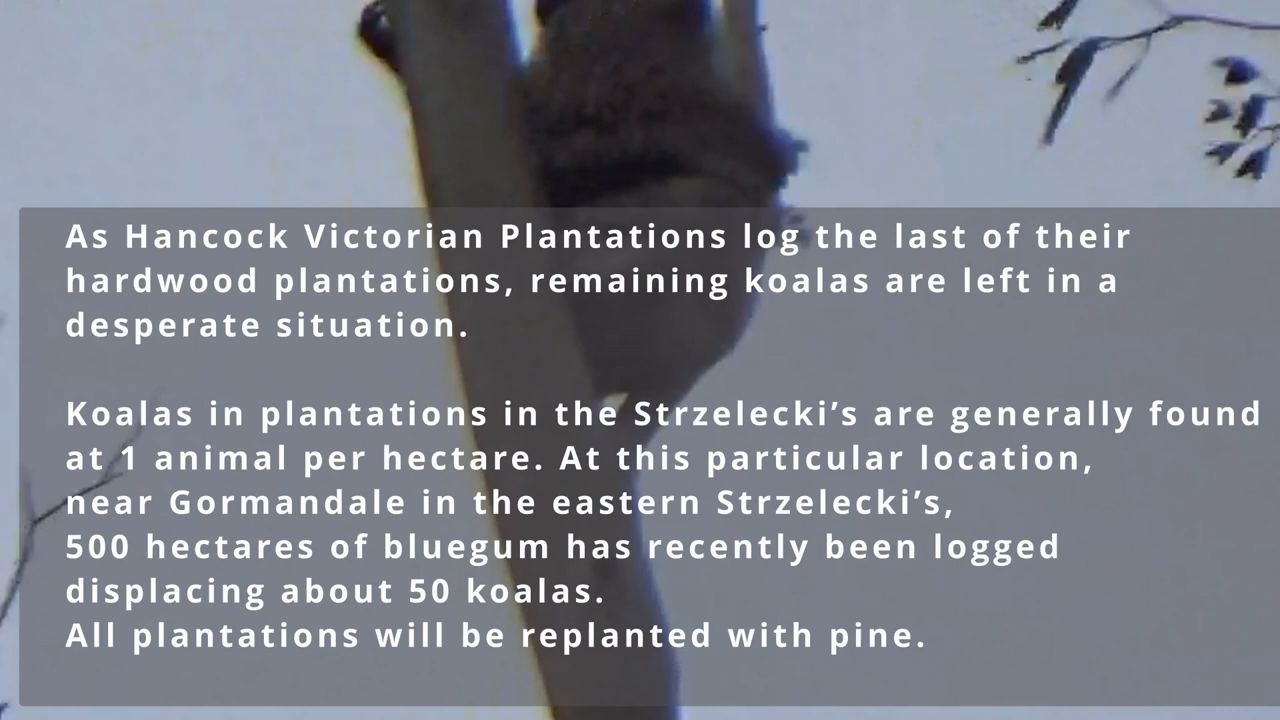 As Hancock Victorian Plantations log the last of their
hardwood plantations, remaining koalas are left in a
desperate situation.
Koalas in plantations in the Strzelecki’s are generally found
at 1 animal per hectare. At this particular location,
near Gormandale in the eastern Strzelecki’s,
500 hectares of bluegum has recently been logged
displacing about 50 koalas.
All plantations will be replanted with pine.